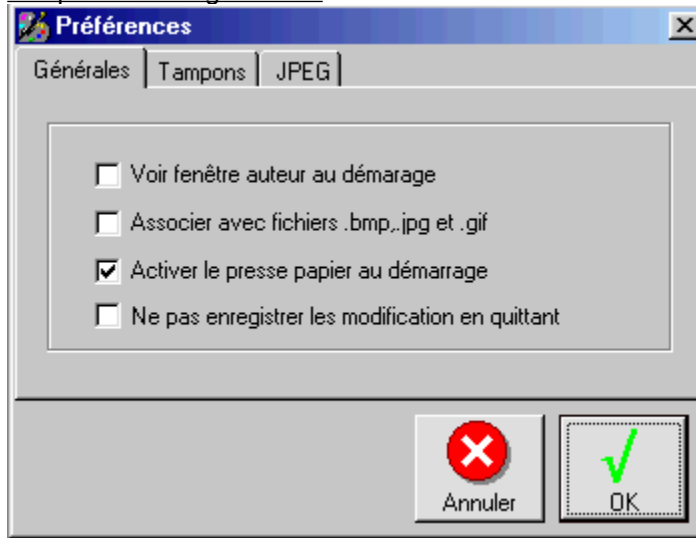 Préférences
Générales Tampons JPEG
Voir fenêtre auteur au démarage
Associer avec fichiers .bmp,.jpg et .gif
Activer le presse papier au démarrage
Ne pas enregistrer les modification en quittant
Annuler OK